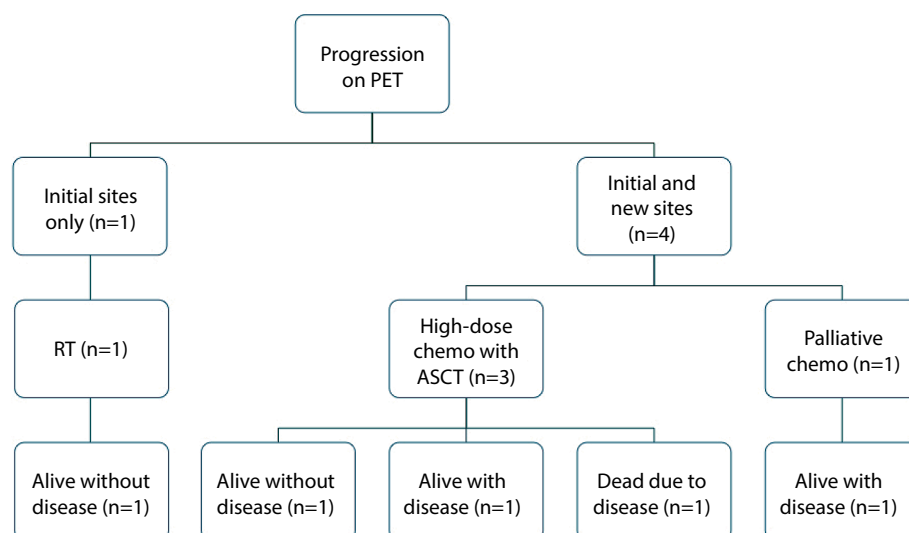 Progression
on PET
Initial sites
only (n=1)
Initial and
new sites
(n=4)
RT (n=1)
High-dose
chemo with
ASCT (n=3)
Palliative
chemo (n=1)
Alive without
disease (n=1)
Alive without
disease (n=1)
Alive with
disease (n=1)
Dead due to
disease (n=1)
Alive with
disease (n=1)